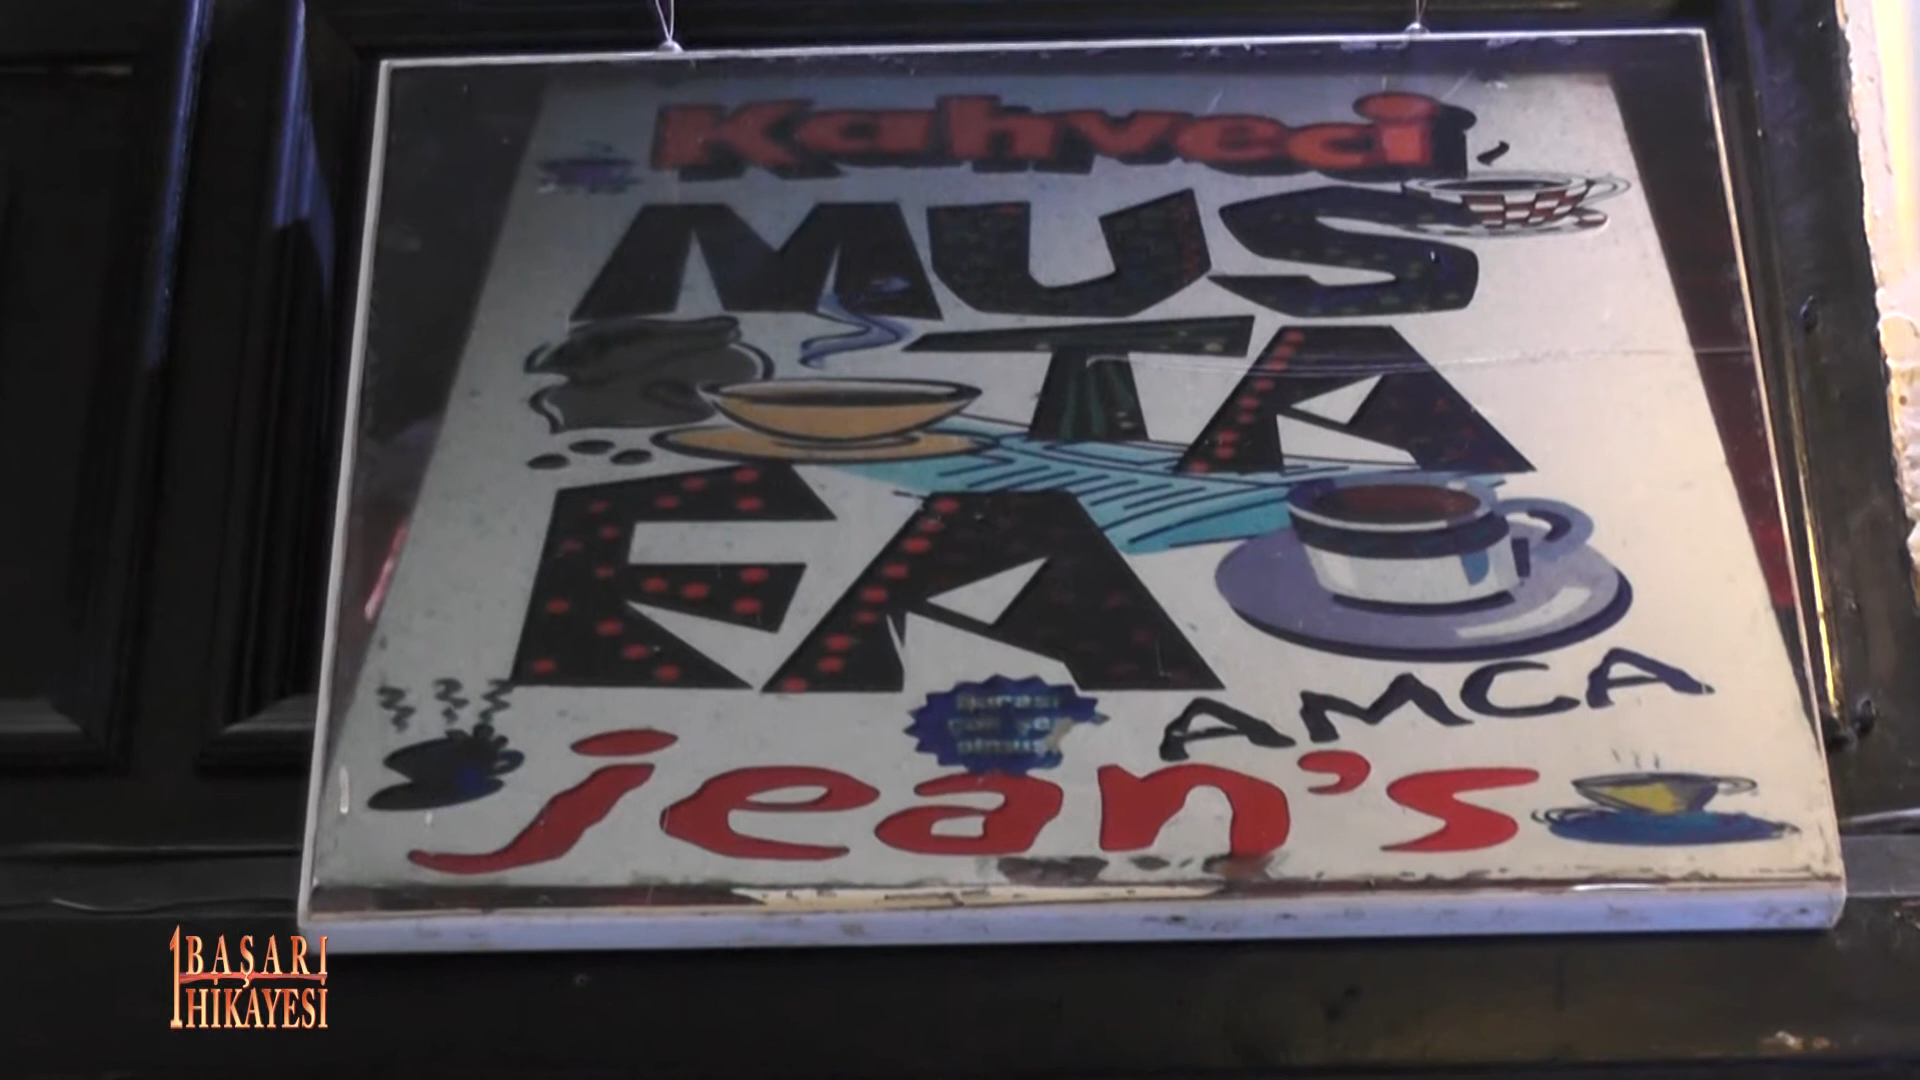 Kahveci
MUS
TA
FA
AMCA
jean's
1 BAŞARI
HİKAYESİ